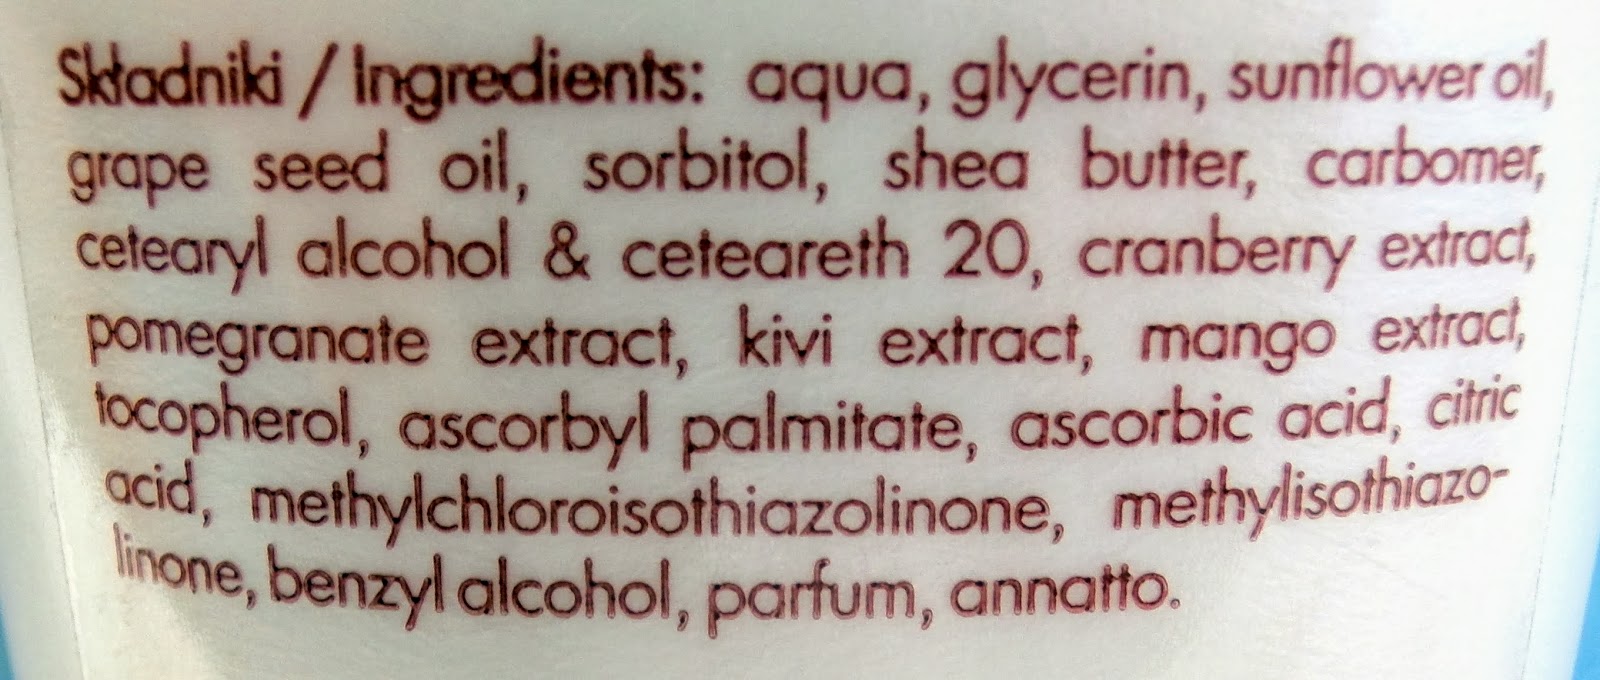 Składniki / Ingredients: aqua, glycerin, sunflower oil,
grape seed oil, sorbitol, shea butter, carbomer,
cetearyl alcohol & ceteareth 20, cranberry extract,
pomegranate extract, kivi extract, mango extract,
tocopherol, ascorbyl palmitate, ascorbic acid, citric
acid, methylchloroisothiazolinone, methylisothiazo-
linone, benzyl alcohol, parfum, annatto.